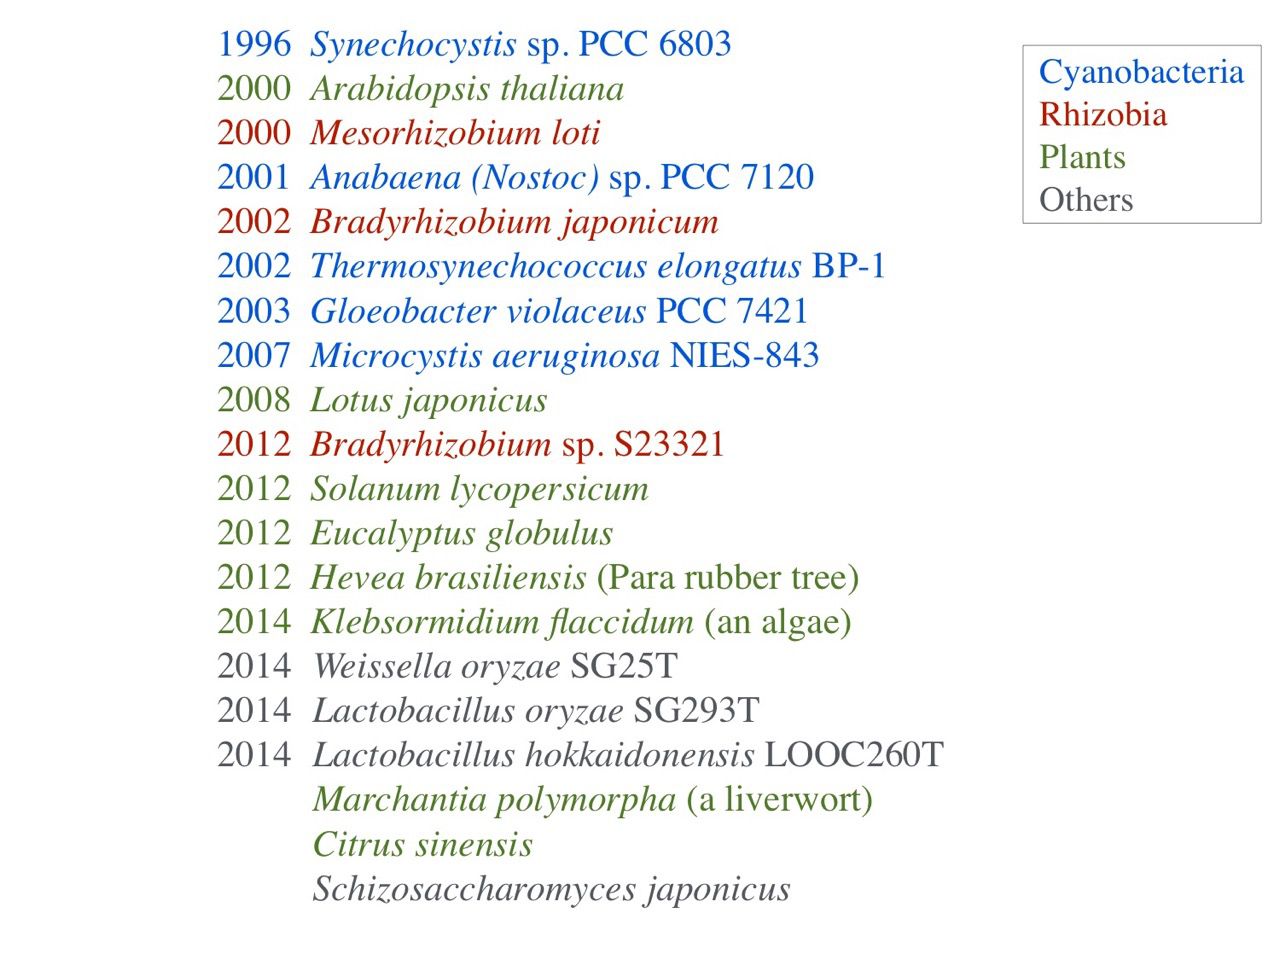 1996 Synechocystis sp. PCC 6803
2000 Arabidopsis thaliana
2000 Mesorhizobium loti
2001 Anabaena (Nostoc) sp. PCC 7120
2002 Bradyrhizobium japonicum
2002 Thermosynechococcus elongatus BP-1
2003 Gloeobacter violaceus PCC 7421
2007 Microcystis aeruginosa NIES-843
2008 Lotus japonicus
2012 Bradyrhizobium sp. S23321
2012 Solanum lycopersicum
2012 Eucalyptus globulus
2012 Hevea brasiliensis (Para rubber tree)
2014 Klebsormidium flaccidum (an algae)
2014 Weissella oryzae SG25T
2014 Lactobacillus oryzae SG293T
2014 Lactobacillus hokkaidonensis LOOC260T
Marchantia polymorpha (a liverwort)
Citrus sinensis
Schizosaccharomyces japonicus
Cyanobacteria
Rhizobia
Plants
Others